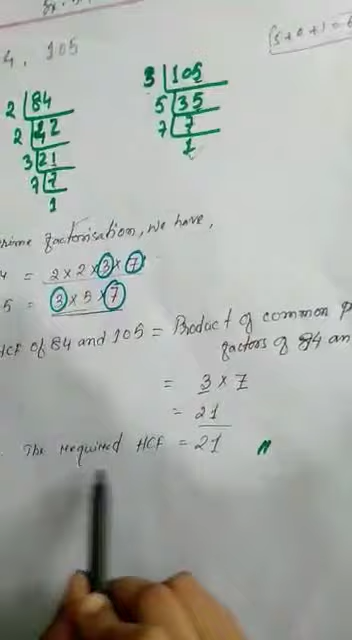 4, 105
(5+0+1=6
2 84
2 42
3 21
7 7
1
3 105
5 35
7 7
1
prime factorisation, we have,
4 = 2 × 2 × 3 × 7
5 = 3 × 5 × 7
HCF of 84 and 105 = Product of common p
factors of 84 an
= 3 × 7
= 21
The required HCF = 21